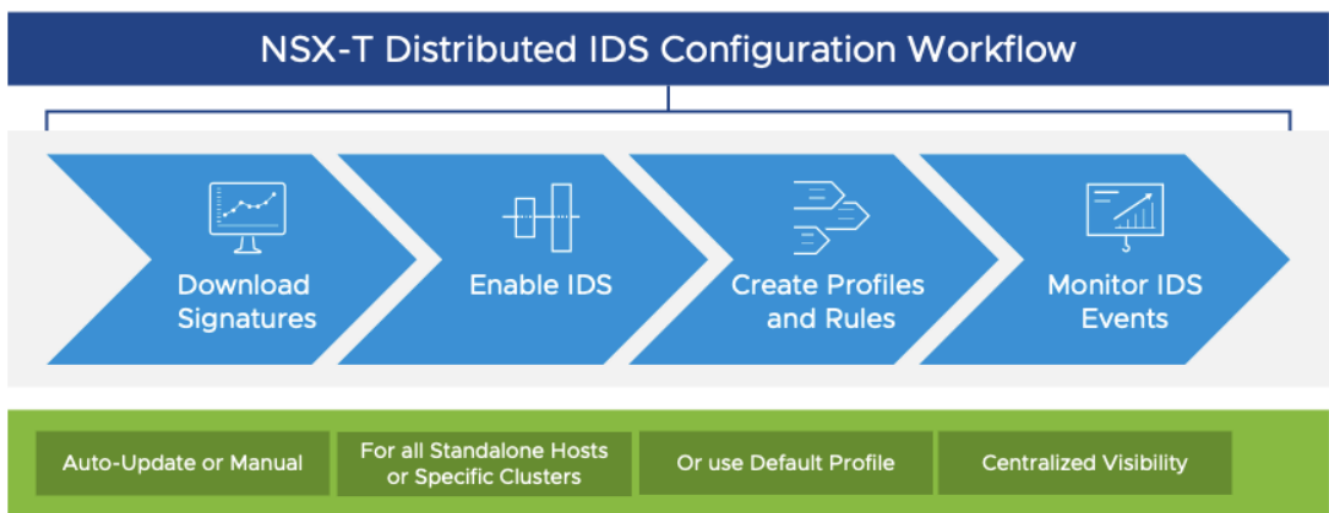 NSX-T Distributed IDS Configuration Workflow
Download
Signatures
Enable IDS
Create Profiles
and Rules
Monitor IDS
Events
Auto-Update or Manual
For all Standalone Hosts
or Specific Clusters
Or use Default Profile
Centralized Visibility